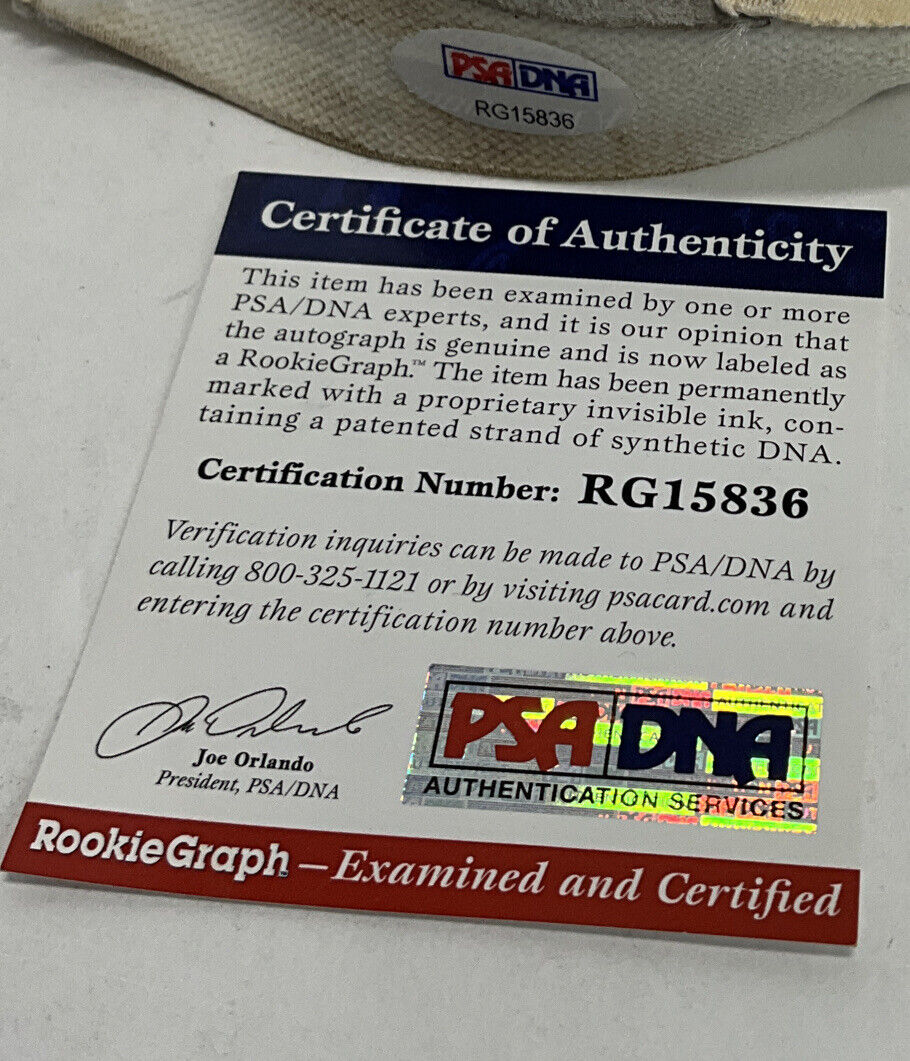 PSA DNA
RG15836
Certificate of Authenticity
This item has been examined by one or more
PSA/DNA experts, and it is our opinion that
the autograph is genuine and is now labeled as
a RookieGraph.™ The item has been permanently
marked with a proprietary invisible ink, con-
taining a patented strand of synthetic DNA.
Certification Number: RG15836
Verification inquiries can be made to PSA/DNA by
calling 800-325-1121 or by visiting psacard.com and
entering the certification number above.
Joe Orlando
President, PSA/DNA
PSA DNA
AUTHENTICATION SERVICES
RookieGraph – Examined and Certified